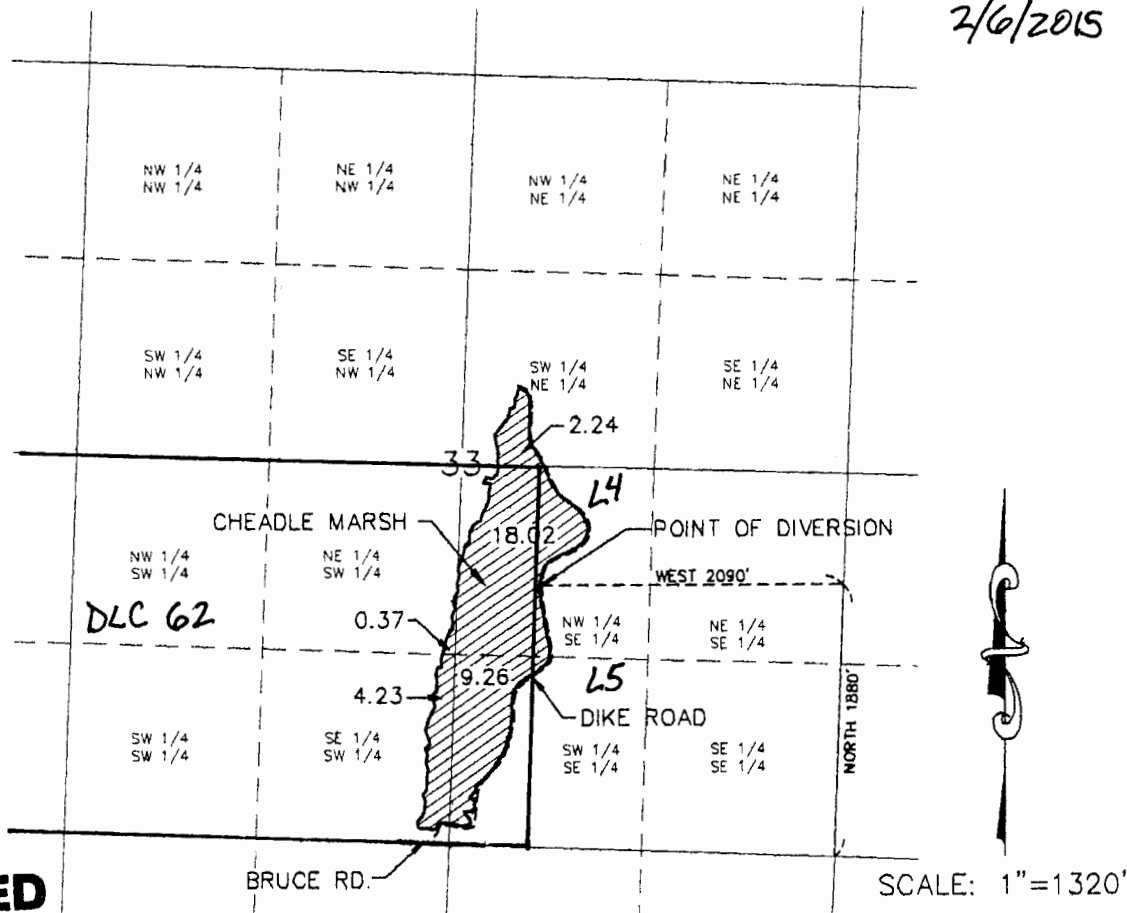 2/6/2015
NW 1/4
NW 1/4
NE 1/4
NW 1/4
NW 1/4
NE 1/4
NE 1/4
NE 1/4
SW 1/4
NW 1/4
SE 1/4
NW 1/4
SW 1/4
NE 1/4
SE 1/4
NE 1/4
2.24
33
L4
CHEADLE MARSH
18.02
POINT OF DIVERSION
NW 1/4
SW 1/4
NE 1/4
SW 1/4
WEST 2090'
DLC 62
0.37
NW 1/4
SE 1/4
NE 1/4
SE 1/4
9.26
L5
4.23
DIKE ROAD
NORTH 1880'
SW 1/4
SW 1/4
SE 1/4
SW 1/4
SW 1/4
SE 1/4
SE 1/4
SE 1/4
BRUCE RD.
SCALE: 1"=1320'
ED